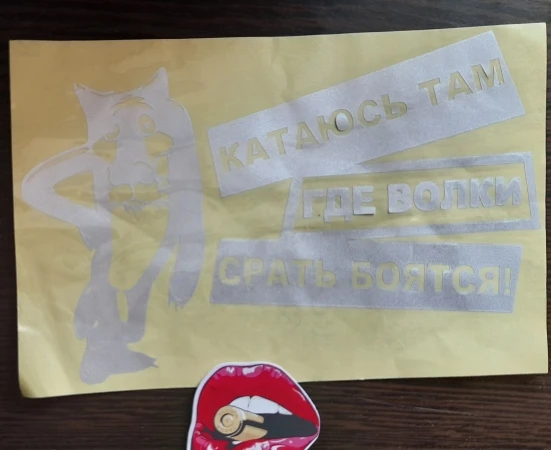 КАТАЮСЬ ТАМ
ГДЕ ВОЛКИ
СРАТЬ БОЯТСЯ!